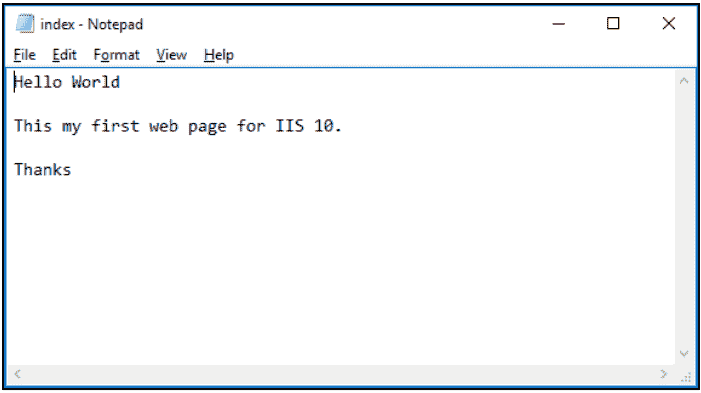 index - Notepad
File Edit Format View Help
Hello World
This my first web page for IIS 10.
Thanks